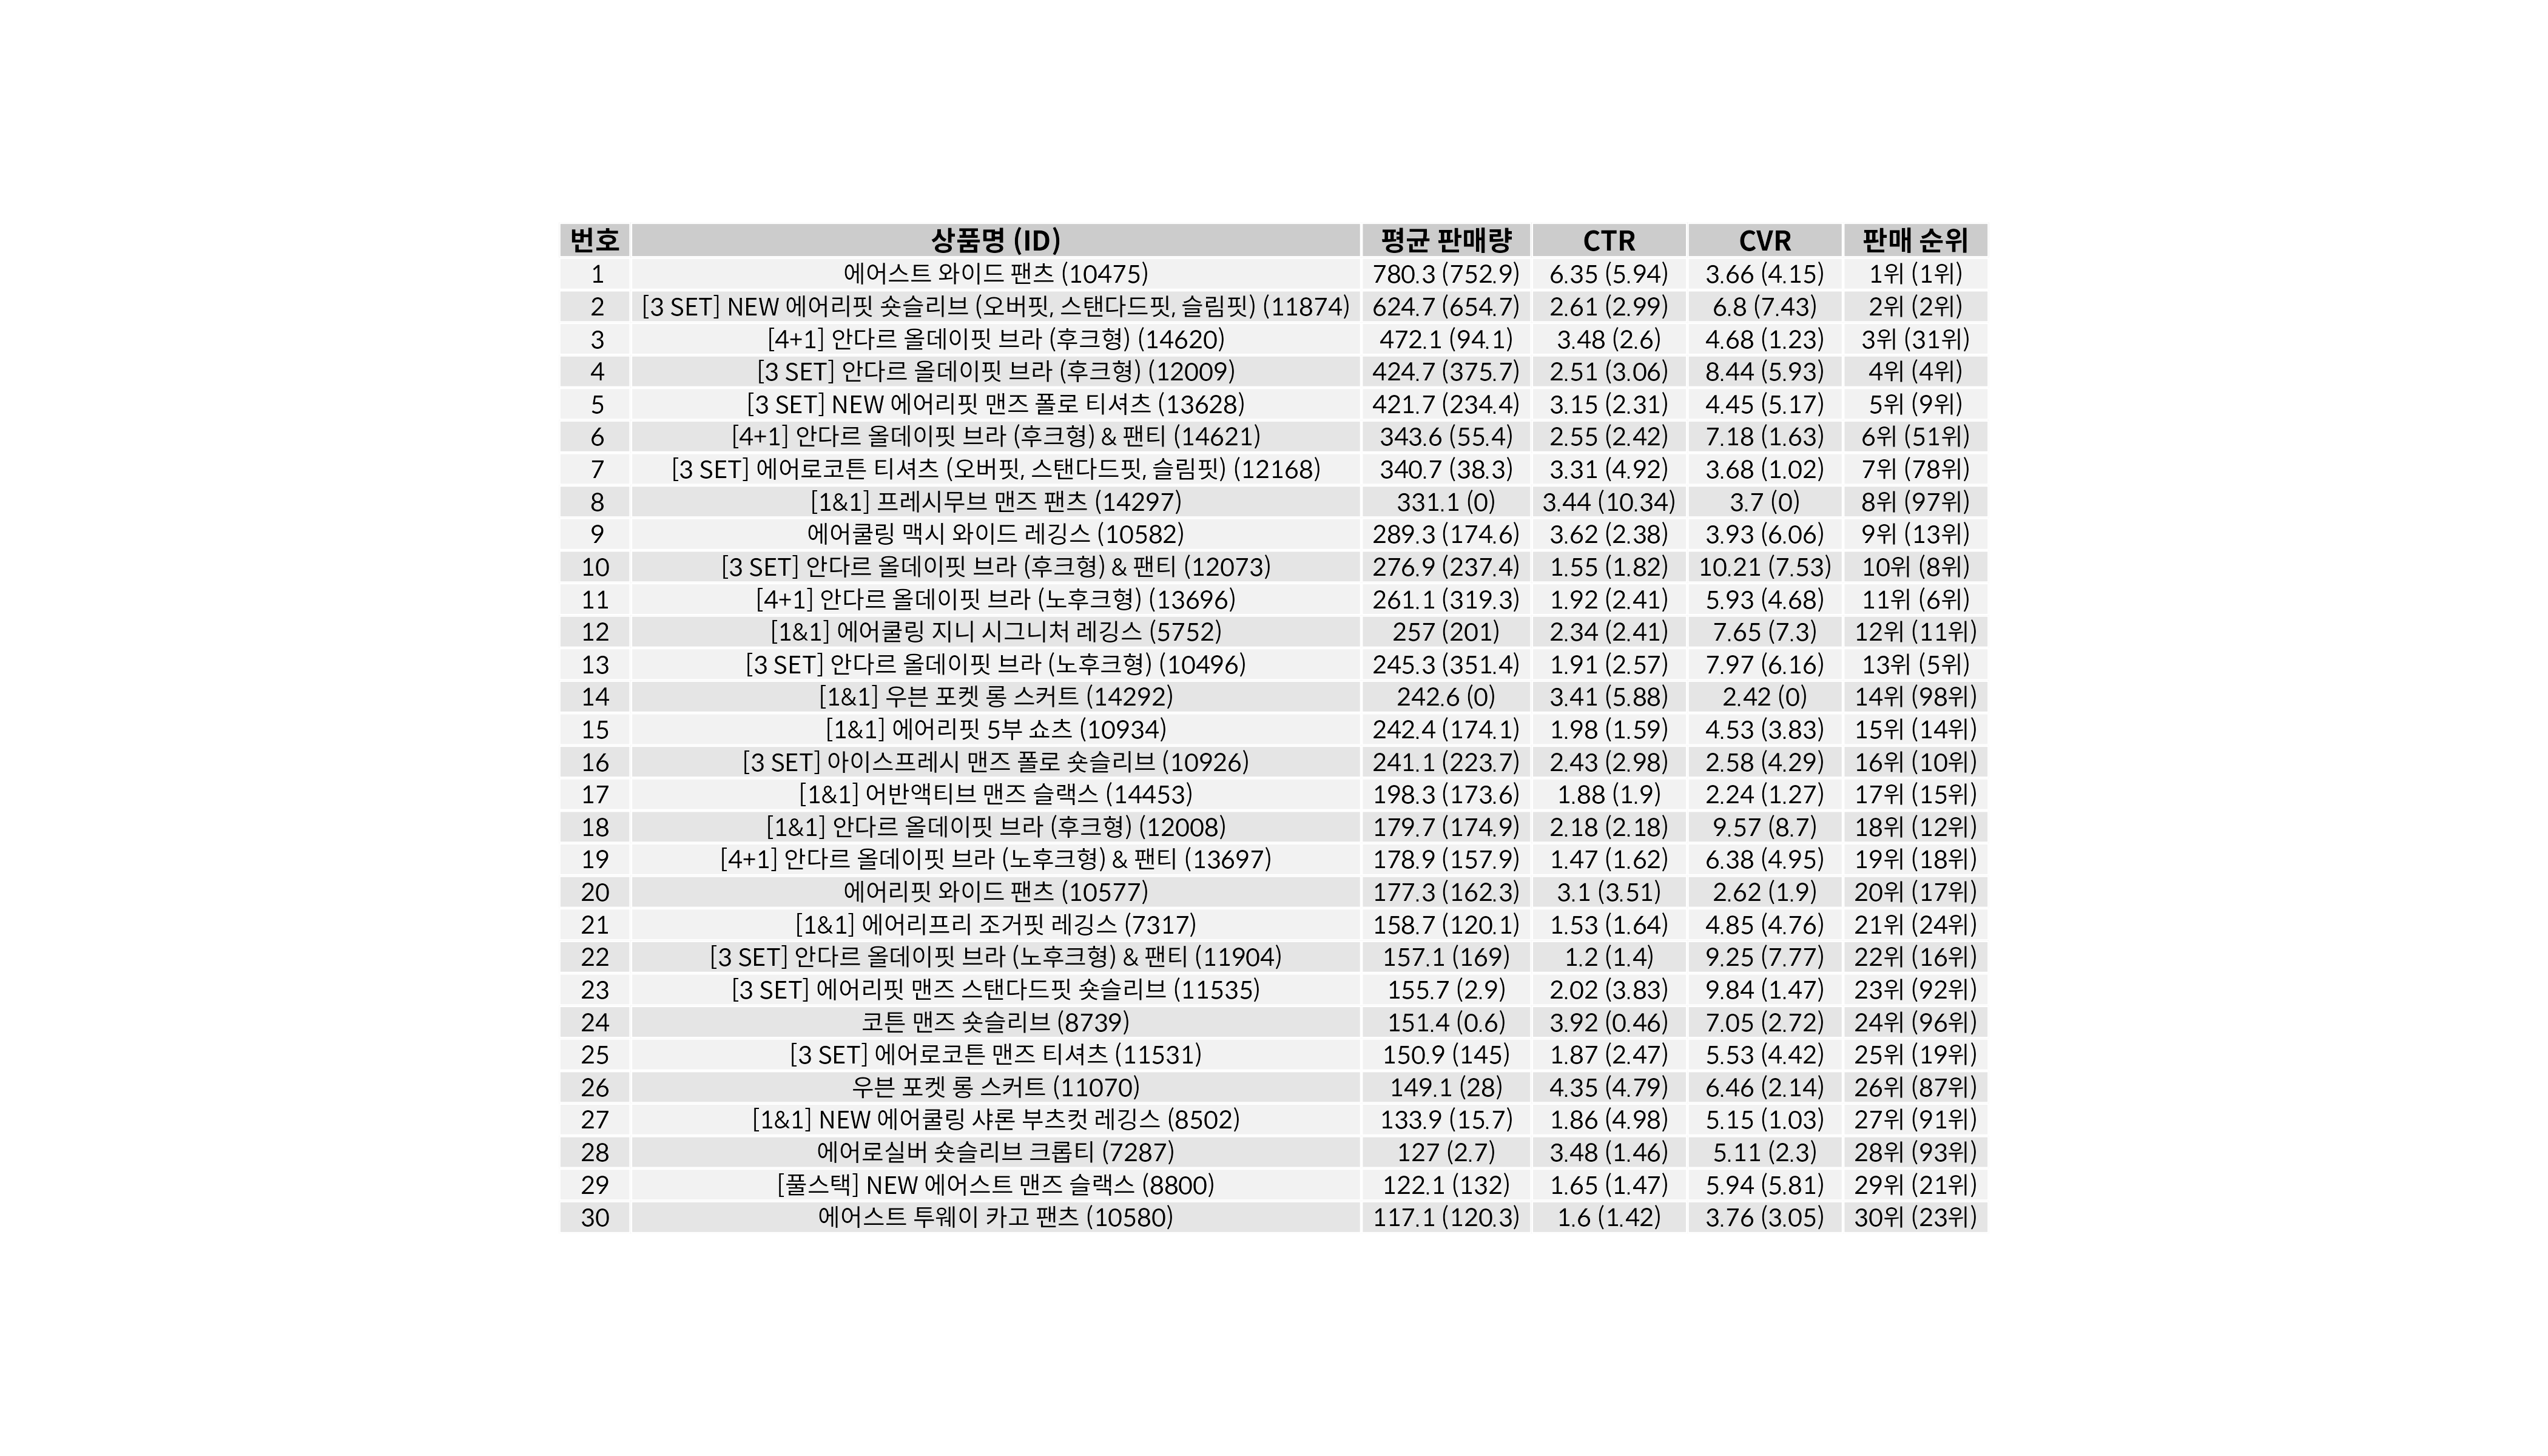 번호 상품명 (ID) 평균 판매량 CTR CVR 판매 순위
1 에어스트 와이드 팬츠 (10475) 780.3 (752.9) 6.35 (5.94) 3.66 (4.15) 1위 (1위)
2 [3 SET] NEW 에어리핏 숏슬리브 (오버핏, 스탠다드핏, 슬림핏) (11874) 624.7 (654.7) 2.61 (2.99) 6.8 (7.43) 2위 (2위)
3 [4+1] 안다르 올데이핏 브라 (후크형) (14620) 472.1 (94.1) 3.48 (2.6) 4.68 (1.23) 3위 (31위)
4 [3 SET] 안다르 올데이핏 브라 (후크형) (12009) 424.7 (375.7) 2.51 (3.06) 8.44 (5.93) 4위 (4위)
5 [3 SET] NEW 에어리핏 맨즈 폴로 티셔츠 (13628) 421.7 (234.4) 3.15 (2.31) 4.45 (5.17) 5위 (9위)
6 [4+1] 안다르 올데이핏 브라 (후크형) & 팬티 (14621) 343.6 (55.4) 2.55 (2.42) 7.18 (1.63) 6위 (51위)
7 [3 SET] 에어로코튼 티셔츠 (오버핏, 스탠다드핏, 슬림핏) (12168) 340.7 (38.3) 3.31 (4.92) 3.68 (1.02) 7위 (78위)
8 [1&1] 프레시무브 맨즈 팬츠 (14297) 331.1 (0) 3.44 (10.34) 3.7 (0) 8위 (97위)
9 에어쿨링 맥시 와이드 레깅스 (10582) 289.3 (174.6) 3.62 (2.38) 3.93 (6.06) 9위 (13위)
10 [3 SET] 안다르 올데이핏 브라 (후크형) & 팬티 (12073) 276.9 (237.4) 1.55 (1.82) 10.21 (7.53) 10위 (8위)
11 [4+1] 안다르 올데이핏 브라 (노후크형) (13696) 261.1 (319.3) 1.92 (2.41) 5.93 (4.68) 11위 (6위)
12 [1&1] 에어쿨링 지니 시그니처 레깅스 (5752) 257 (201) 2.34 (2.41) 7.65 (7.3) 12위 (11위)
13 [3 SET] 안다르 올데이핏 브라 (노후크형) (10496) 245.3 (351.4) 1.91 (2.57) 7.97 (6.16) 13위 (5위)
14 [1&1] 우븐 포켓 롱 스커트 (14292) 242.6 (0) 3.41 (5.88) 2.42 (0) 14위 (98위)
15 [1&1] 에어리핏 5부 쇼츠 (10934) 242.4 (174.1) 1.98 (1.59) 4.53 (3.83) 15위 (14위)
16 [3 SET] 아이스프레시 맨즈 폴로 숏슬리브 (10926) 241.1 (223.7) 2.43 (2.98) 2.58 (4.29) 16위 (10위)
17 [1&1] 어반액티브 맨즈 슬랙스 (14453) 198.3 (173.6) 1.88 (1.9) 2.24 (1.27) 17위 (15위)
18 [1&1] 안다르 올데이핏 브라 (후크형) (12008) 179.7 (174.9) 2.18 (2.18) 9.57 (8.7) 18위 (12위)
19 [4+1] 안다르 올데이핏 브라 (노후크형) & 팬티 (13697) 178.9 (157.9) 1.47 (1.62) 6.38 (4.95) 19위 (18위)
20 에어리핏 와이드 팬츠 (10577) 177.3 (162.3) 3.1 (3.51) 2.62 (1.9) 20위 (17위)
21 [1&1] 에어리프리 조거핏 레깅스 (7317) 158.7 (120.1) 1.53 (1.64) 4.85 (4.76) 21위 (24위)
22 [3 SET] 안다르 올데이핏 브라 (노후크형) & 팬티 (11904) 157.1 (169) 1.2 (1.4) 9.25 (7.77) 22위 (16위)
23 [3 SET] 에어리핏 맨즈 스탠다드핏 숏슬리브 (11535) 155.7 (2.9) 2.02 (3.83) 9.84 (1.47) 23위 (92위)
24 코튼 맨즈 숏슬리브 (8739) 151.4 (0.6) 3.92 (0.46) 7.05 (2.72) 24위 (96위)
25 [3 SET] 에어로코튼 맨즈 티셔츠 (11531) 150.9 (145) 1.87 (2.47) 5.53 (4.42) 25위 (19위)
26 우븐 포켓 롱 스커트 (11070) 149.1 (28) 4.35 (4.79) 6.46 (2.14) 26위 (87위)
27 [1&1] NEW 에어쿨링 샤론 부츠컷 레깅스 (8502) 133.9 (15.7) 1.86 (4.98) 5.15 (1.03) 27위 (91위)
28 에어로실버 숏슬리브 크롭티 (7287) 127 (2.7) 3.48 (1.46) 5.11 (2.3) 28위 (93위)
29 [풀스택] NEW 에어스트 맨즈 슬랙스 (8800) 122.1 (132) 1.65 (1.47) 5.94 (5.81) 29위 (21위)
30 에어스트 투웨이 카고 팬츠 (10580) 117.1 (120.3) 1.6 (1.42) 3.76 (3.05) 30위 (23위)